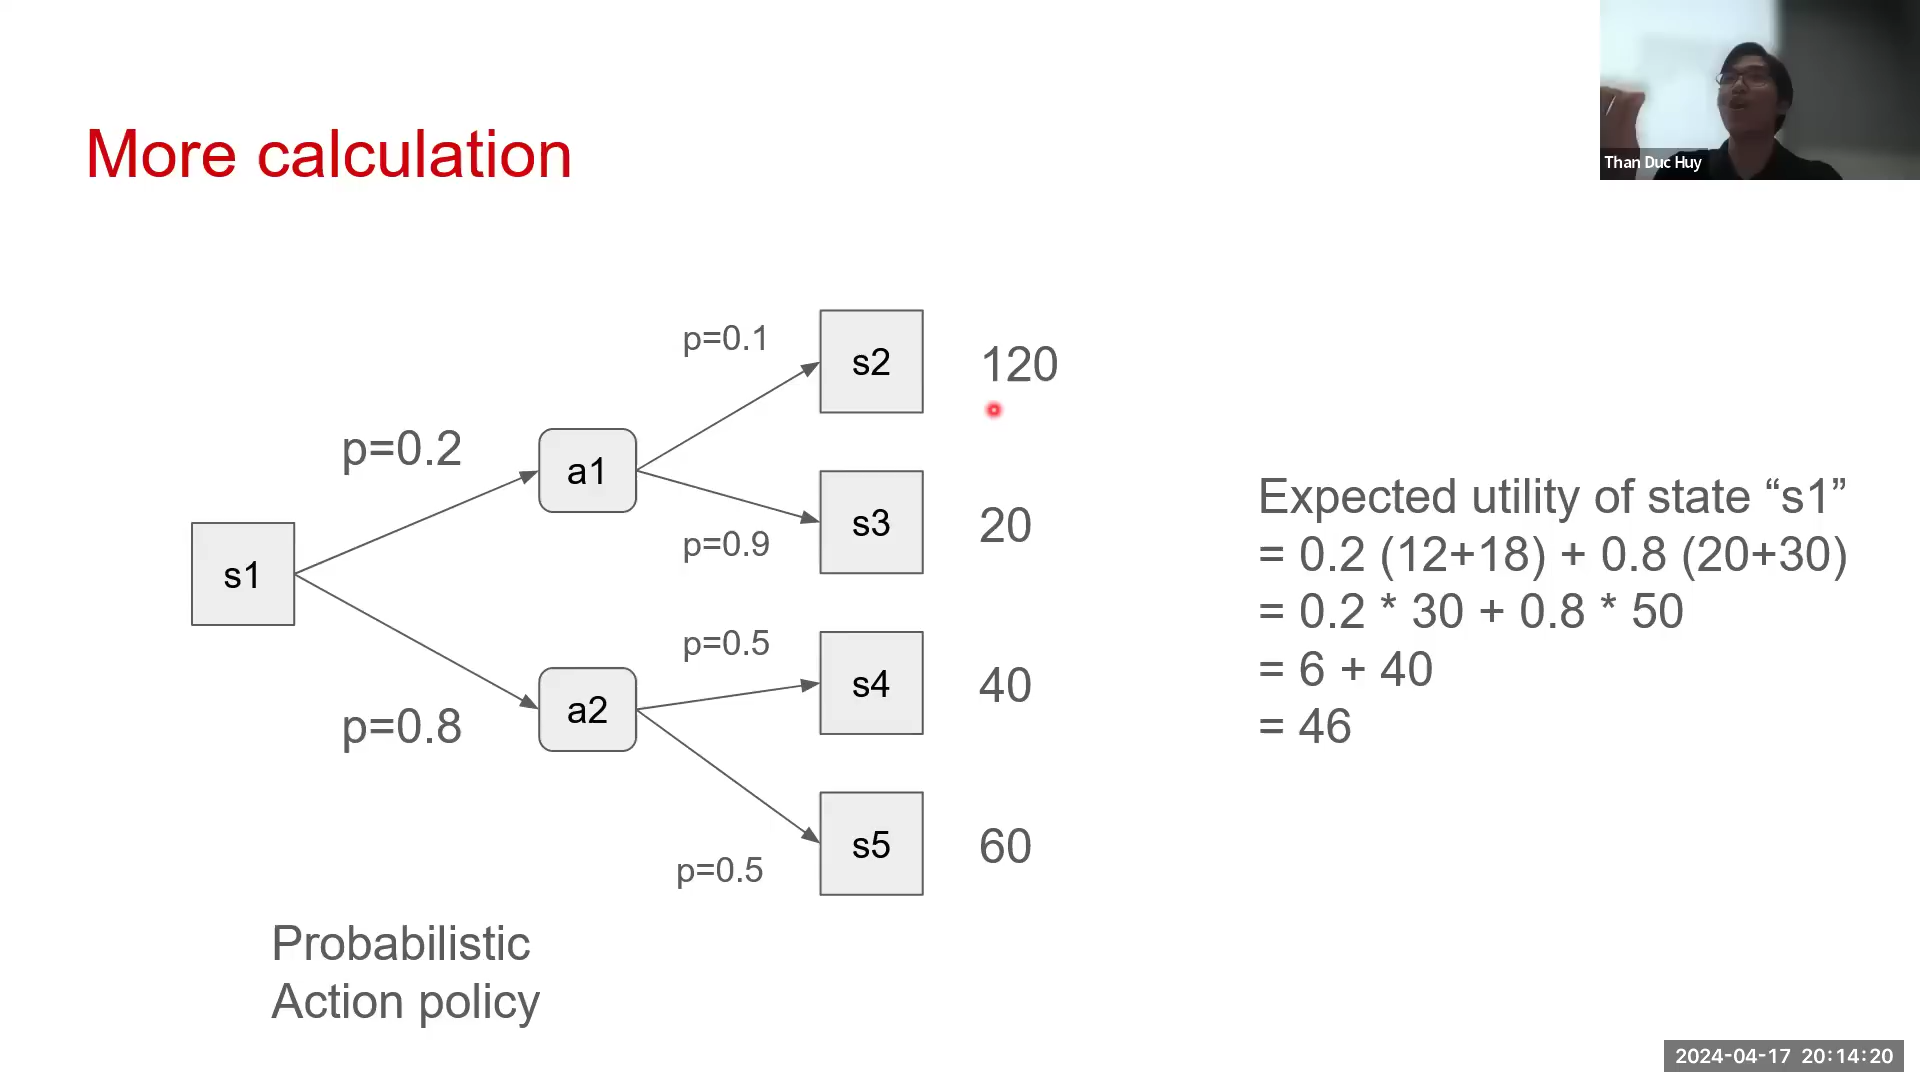 More calculation
Than Duc Huy
p=0.1
s2
120
p=0.2
a1
s3
20
p=0.9
s1
p=0.5
s4
40
p=0.8
a2
s5
60
p=0.5
Expected utility of state “s1”
= 0.2 (12+18) + 0.8 (20+30)
= 0.2 * 30 + 0.8 * 50
= 6 + 40
= 46
Probabilistic
Action policy
2024-04-17 20:14:20